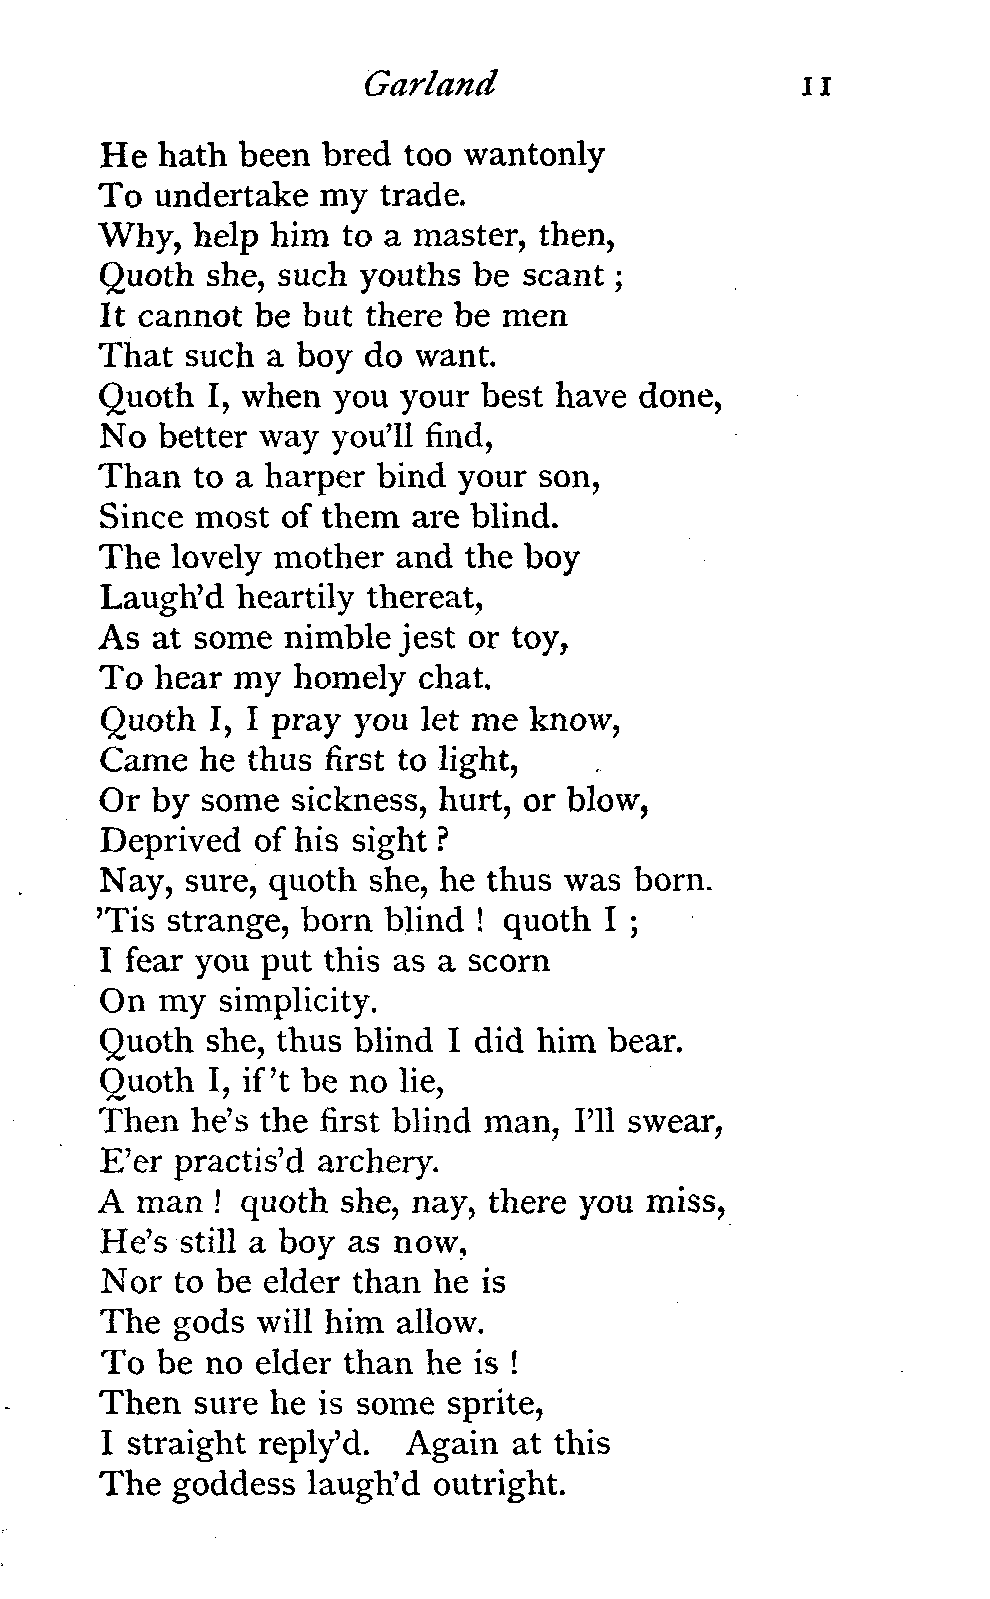 Garland 11
He hath been bred too wantonly
To undertake my trade.
Why, help him to a master, then,
Quoth she, such youths be scant ;
It cannot be but there be men
That such a boy do want.
Quoth I, when you your best have done,
No better way you'll find,
Than to a harper bind your son,
Since most of them are blind.
The lovely mother and the boy
Laugh'd heartily thereat,
As at some nimble jest or toy,
To hear my homely chat.
Quoth I, I pray you let me know,
Came he thus first to light,
Or by some sickness, hurt, or blow,
Deprived of his sight ?
Nay, sure, quoth she, he thus was born.
'Tis strange, born blind ! quoth I ;
I fear you put this as a scorn
On my simplicity.
Quoth she, thus blind I did him bear.
Quoth I, if't be no lie,
Then he's the first blind man, I'll swear,
E'er practis'd archery.
A man ! quoth she, nay, there you miss,
He's still a boy as now,
Nor to be elder than he is
The gods will him allow.
To be no elder than he is !
Then sure he is some sprite,
I straight reply'd. Again at this
The goddess laugh'd outright.